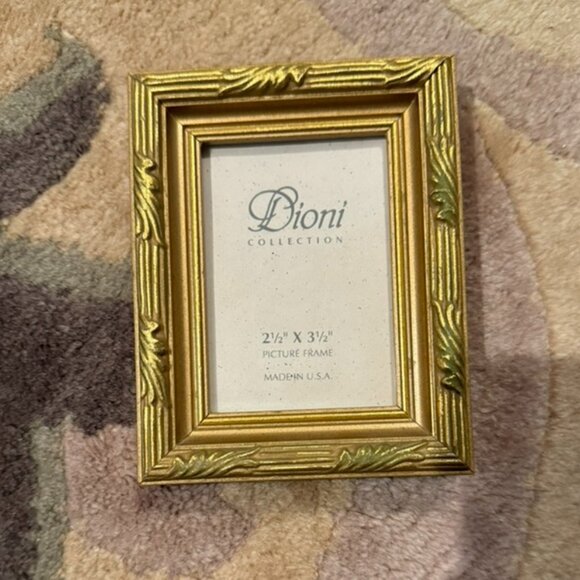 Dioni
COLLECTION
2½" X 3½"
PICTURE FRAME
MADE IN U.S.A.